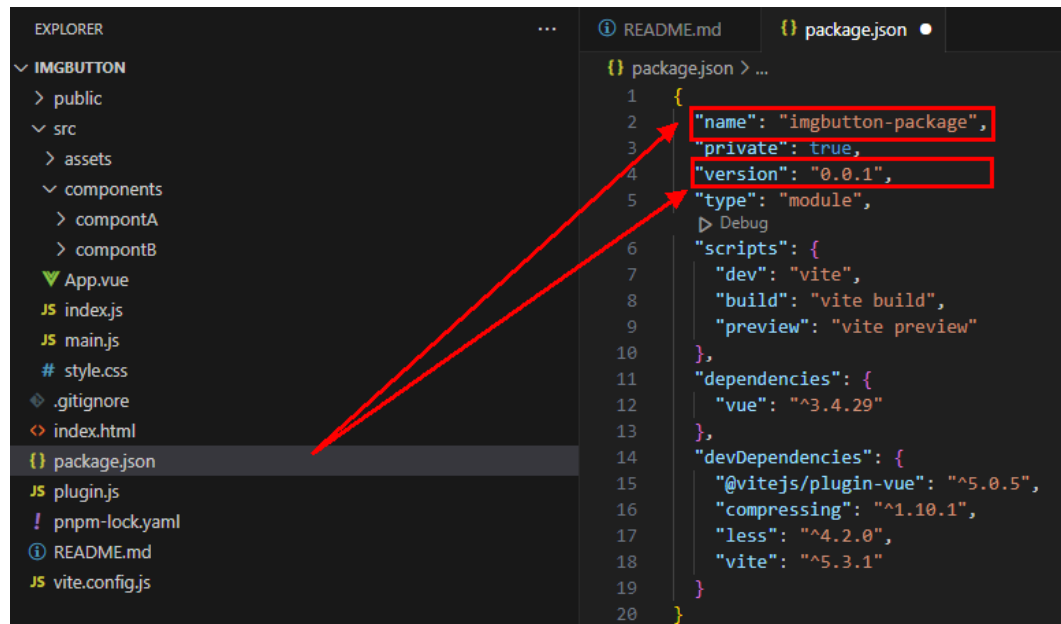 EXPLORER ...
IMGBUTTON
public
src
assets
components
compontA
compontB
App.vue
JS index.js
JS main.js
# style.css
.gitignore
<> index.html
{} package.json
JS plugin.js
! pnpm-lock.yaml
README.md
JS vite.config.js
README.md {} package.json ●
{} package.json > ...
1 {
2 "name": "imgbutton-package",
3 "private": true,
4 "version": "0.0.1",
5 "type": "module",
Debug
6 "scripts": {
7 "dev": "vite",
8 "build": "vite build",
9 "preview": "vite preview"
10 },
11 "dependencies": {
12 "vue": "^3.4.29"
13 },
14 "devDependencies": {
15 "@vitejs/plugin-vue": "^5.0.5",
16 "compressing": "^1.10.1",
17 "less": "^4.2.0",
18 "vite": "^5.3.1"
19 }
20 }